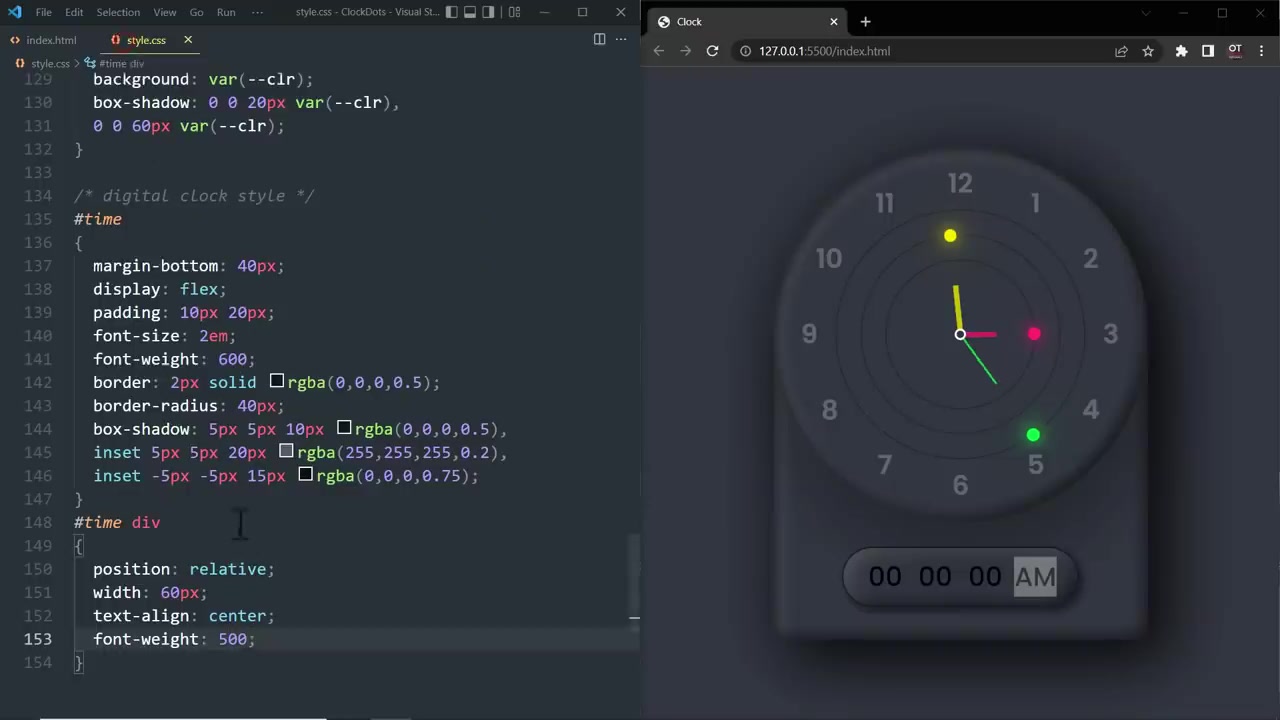 File Edit Selection View Go Run ··· style.css - ClockDots - Visual St...
index.html style.css
style.css > #time div
129 background: var(--clr);
130 box-shadow: 0 0 20px var(--clr),
131 0 0 60px var(--clr);
132 }
133
134 /* digital clock style */
135 #time
136 {
137 margin-bottom: 40px;
138 display: flex;
139 padding: 10px 20px;
140 font-size: 2em;
141 font-weight: 600;
142 border: 2px solid rgba(0,0,0,0.5);
143 border-radius: 40px;
144 box-shadow: 5px 5px 10px rgba(0,0,0,0.5),
145 inset 5px 5px 20px rgba(255,255,255,0.2),
146 inset -5px -5px 15px rgba(0,0,0,0.75);
147 }
148 #time div
149 {
150 position: relative;
151 width: 60px;
152 text-align: center;
153 font-weight: 500;
154 }
Clock
127.0.0.1:5500/index.html
OT
12
11 1
10 2
9 3
8 4
7 5
6
00 00 00 AM